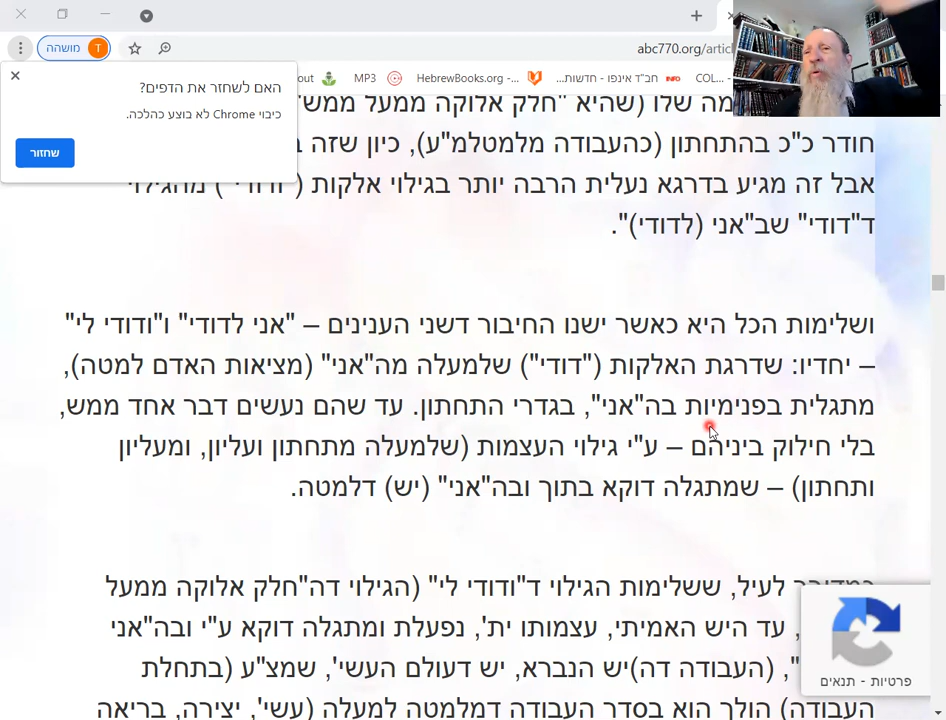 מושהה
abc770.org/artic
out
MP3
HebrewBooks.org -...
חב"ד אינפו - חדשות...
COL...
האם לשחזר את הדפים?
כיבוי Chrome לא בוצע כהלכה.
שחזור
מה שלו (שהיא "חלק אלוקה ממעל ממש
חודר כ"כ בהתחתון (כהעבודה מלמטלמ"ע), כיון שזה
אבל זה מגיע בדרגא נעלית הרבה יותר בגילוי אלקות ("ודודי") מהגילוי
ד"דודי" שב"אני (לדודי)".
ושלימות הכל היא כאשר ישנו החיבור דשני הענינים – "אני לדודי" ו"ודודי לי"
– יחדיו: שדרגת האלקות ("דודי") שלמעלה מה"אני" (מציאות האדם למטה),
מתגלית בפנימיות בה"אני", בגדרי התחתון. עד שהם נעשים דבר אחד ממש,
בלי חילוק ביניהם – ע"י גילוי העצמות (שלמעלה מתחתון ועליון, ומעליון
ותחתון) – שמתגלה דוקא בתוך ובה"אני" (יש) דלמטה.
לעיל, ששלימות הגילוי ד"ודודי לי" (הגילוי דה"חלק אלוקה ממעל
, עד היש האמיתי, עצמותו ית', נפעלת ומתגלה דוקא ע"י ובה"אני
", (העבודה דה)יש הנברא, יש דעולם העשי', שמצ"ע (בתחלת
העבודה) הולך הוא בסדר העבודה דמלמטה למעלה (עשי', יצירה, בריאה
פרטיות - תנאים